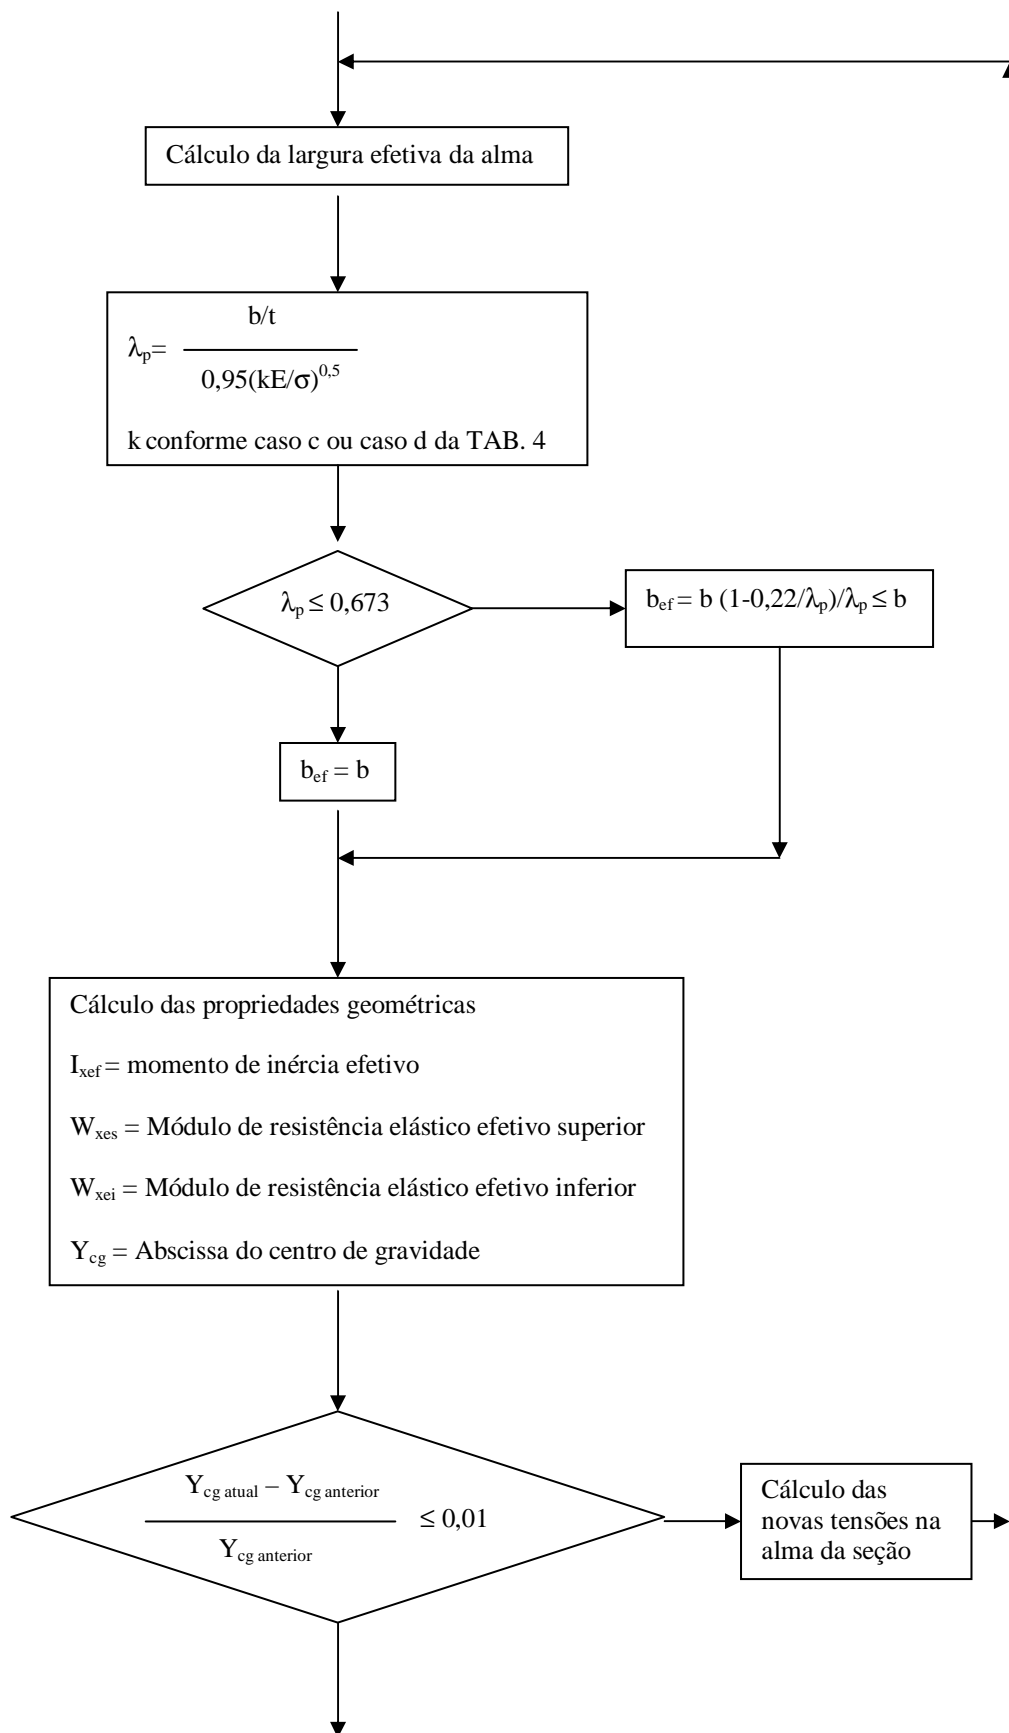 Cálculo da largura efetiva da alma
b/t
λp=
0,95(kE/σ)0,5
k conforme caso c ou caso d da TAB. 4
λp ≤ 0,673
bef = b (1-0,22/λp)/λp ≤ b
bef = b
Cálculo das propriedades geométricas
Ixef = momento de inércia efetivo
Wxes = Módulo de resistência elástico efetivo superior
Wxei = Módulo de resistência elástico efetivo inferior
Ycg = Abscissa do centro de gravidade
Ycg atual – Ycg anterior
≤ 0,01
Ycg anterior
Cálculo das
novas tensões na
alma da seção